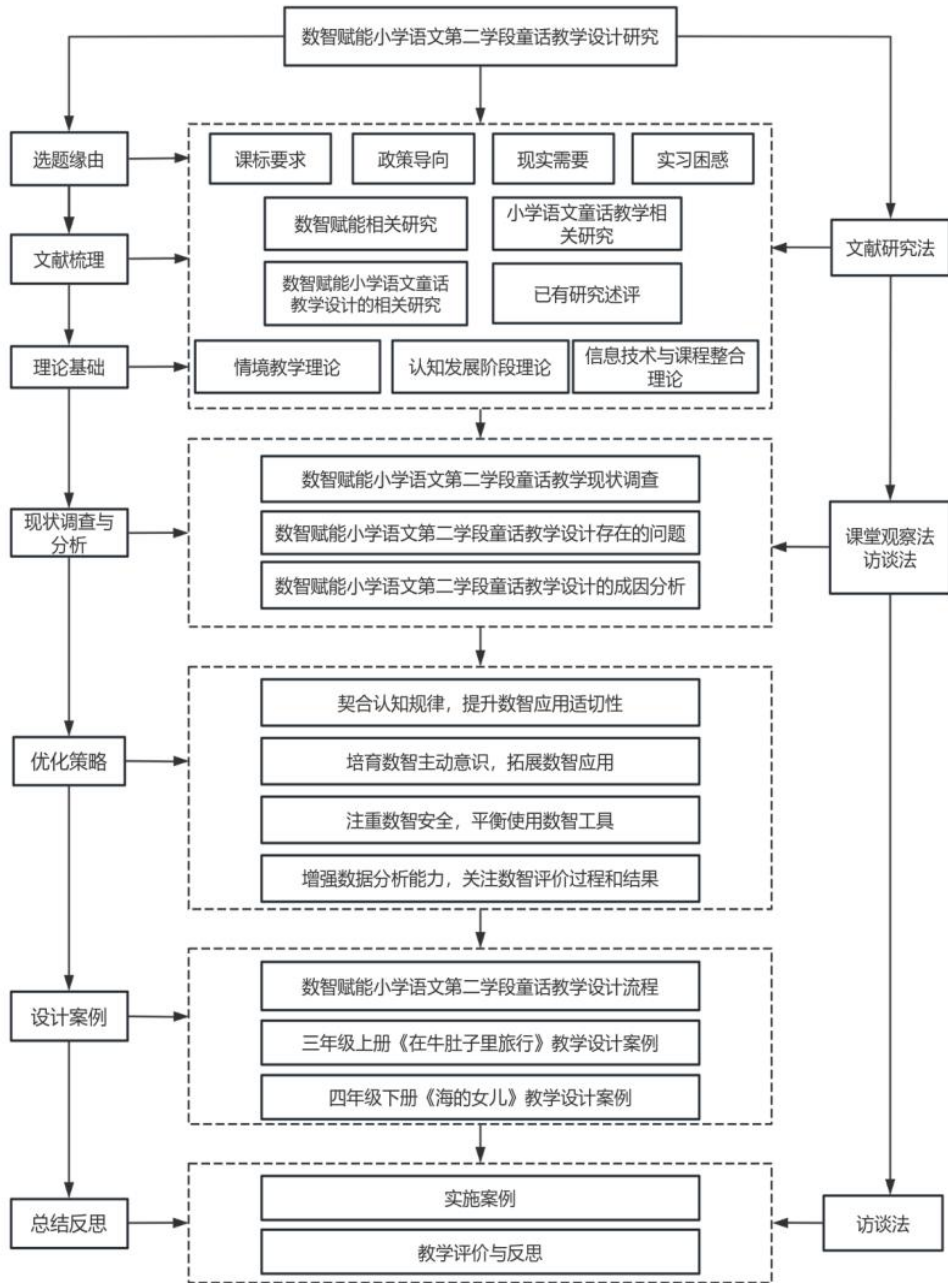 数智赋能小学语文第二学段童话教学设计研究
选题缘由
课标要求
政策导向
现实需要
实习困惑
文献梳理
数智赋能相关研究
小学语文童话教学相
关研究
数智赋能小学语文童话
教学设计的相关研究
已有研究述评
文献研究法
理论基础
情境教学理论
认知发展阶段理论
信息技术与课程整合
理论
现状调查与
分析
数智赋能小学语文第二学段童话教学现状调查
数智赋能小学语文第二学段童话教学设计存在的问题
数智赋能小学语文第二学段童话教学设计的成因分析
课堂观察法
访谈法
优化策略
契合认知规律，提升数智应用适切性
培育数智主动意识，拓展数智应用
注重数智安全，平衡使用数智工具
增强数据分析能力，关注数智评价过程和结果
设计案例
数智赋能小学语文第二学段童话教学设计流程
三年级上册《在牛肚子里旅行》教学设计案例
四年级下册《海的女儿》教学设计案例
总结反思
实施案例
教学评价与反思
访谈法